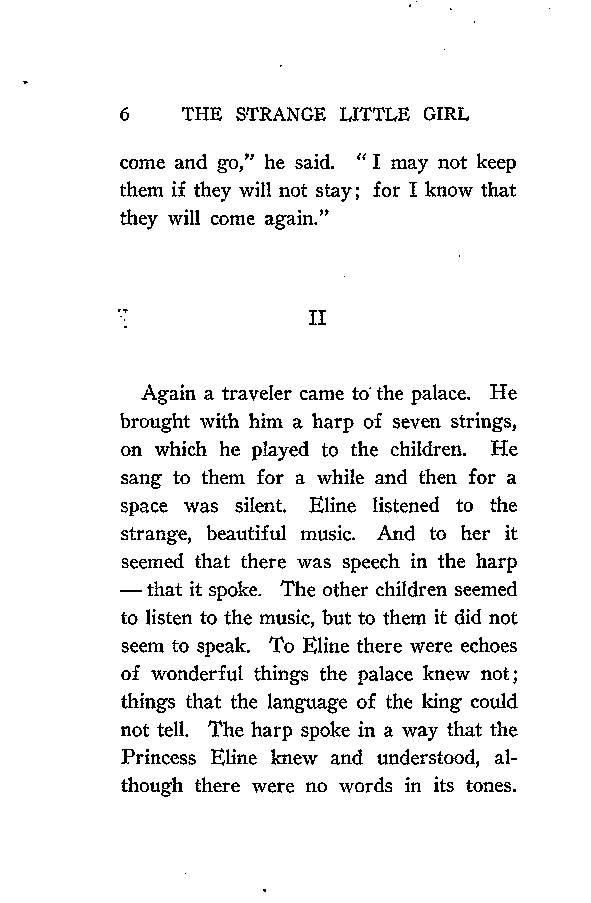 6 THE STRANGE LITTLE GIRL
come and go,” he said. “ I may not keep
them if they will not stay; for I know that
they will come again.”
II
Again a traveler came to the palace. He
brought with him a harp of seven strings,
on which he played to the children. He
sang to them for a while and then for a
space was silent. Eline listened to the
strange, beautiful music. And to her it
seemed that there was speech in the harp
— that it spoke. The other children seemed
to listen to the music, but to them it did not
seem to speak. To Eline there were echoes
of wonderful things the palace knew not;
things that the language of the king could
not tell. The harp spoke in a way that the
Princess Eline knew and understood, al-
though there were no words in its tones.